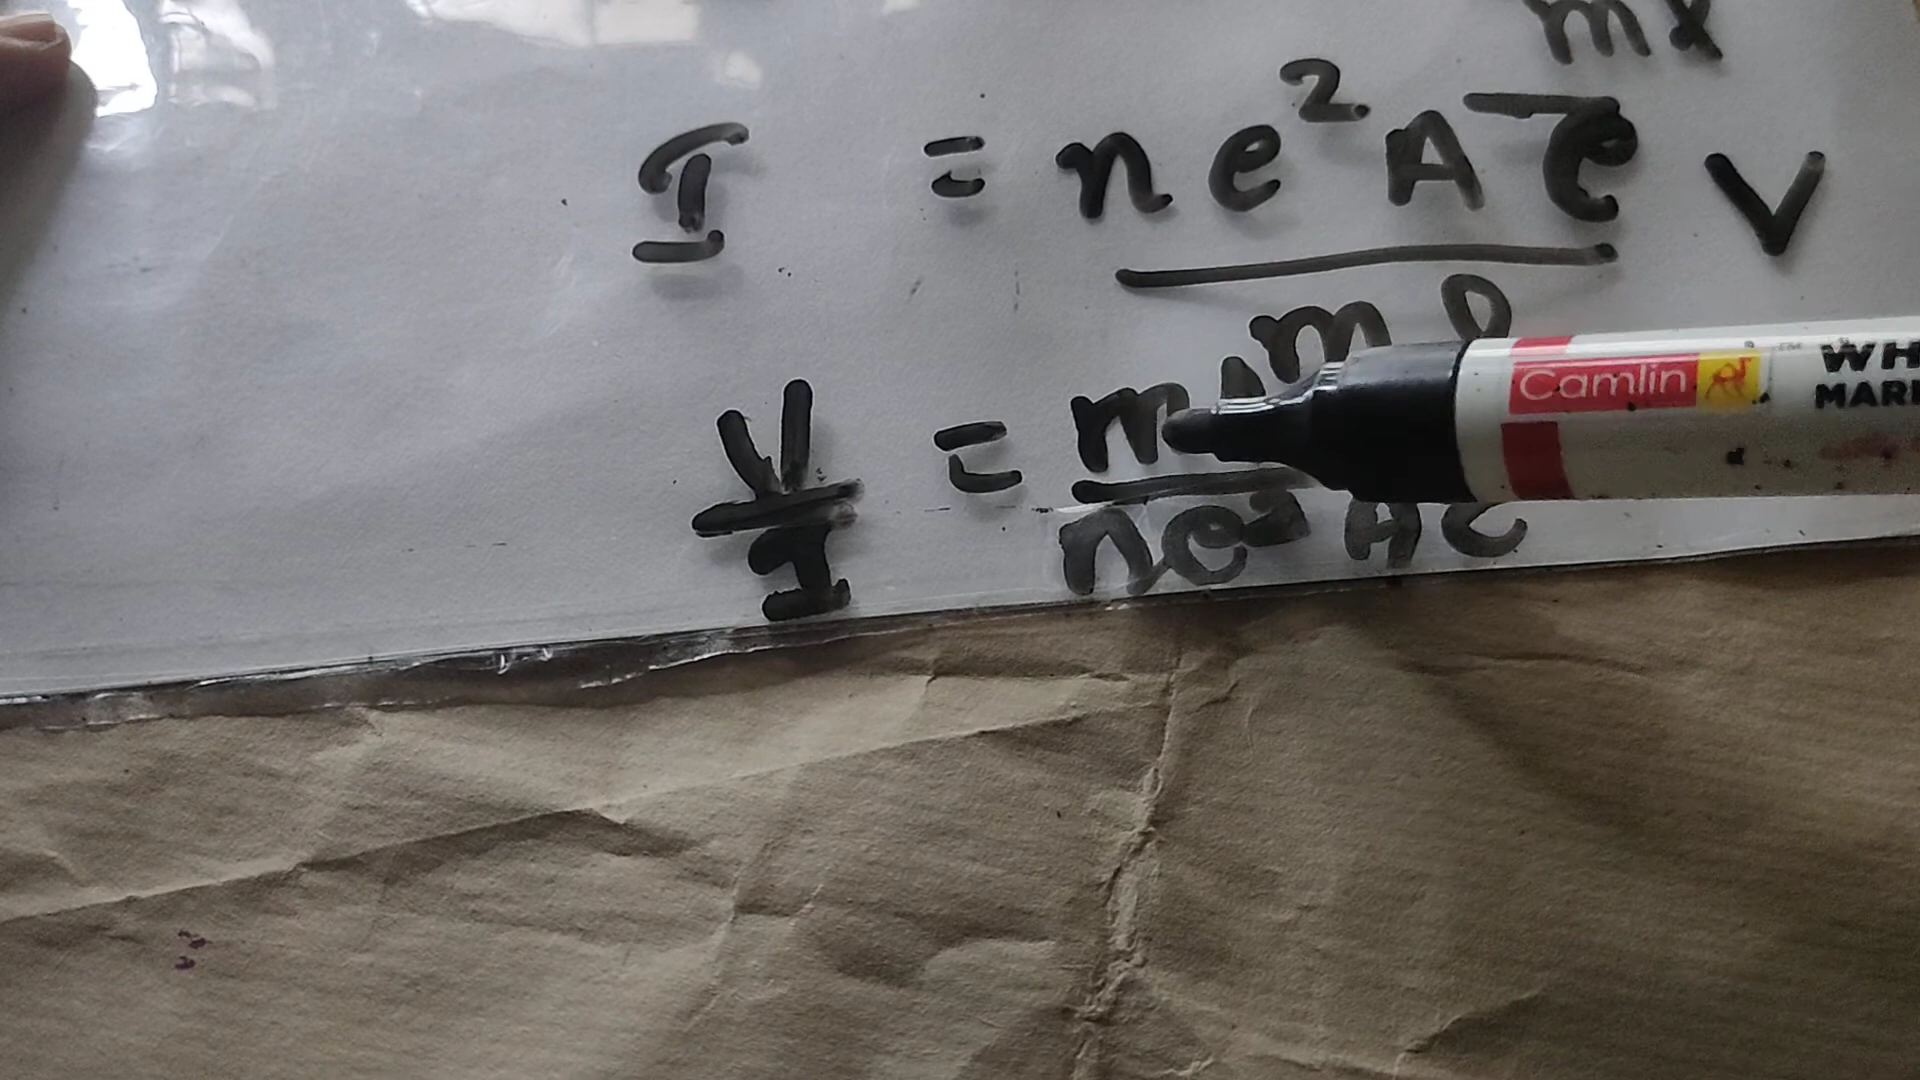 ml
I = ne²Aτ V
ml
V/I = m
ne²Aτ
Camlin
WH
MAR